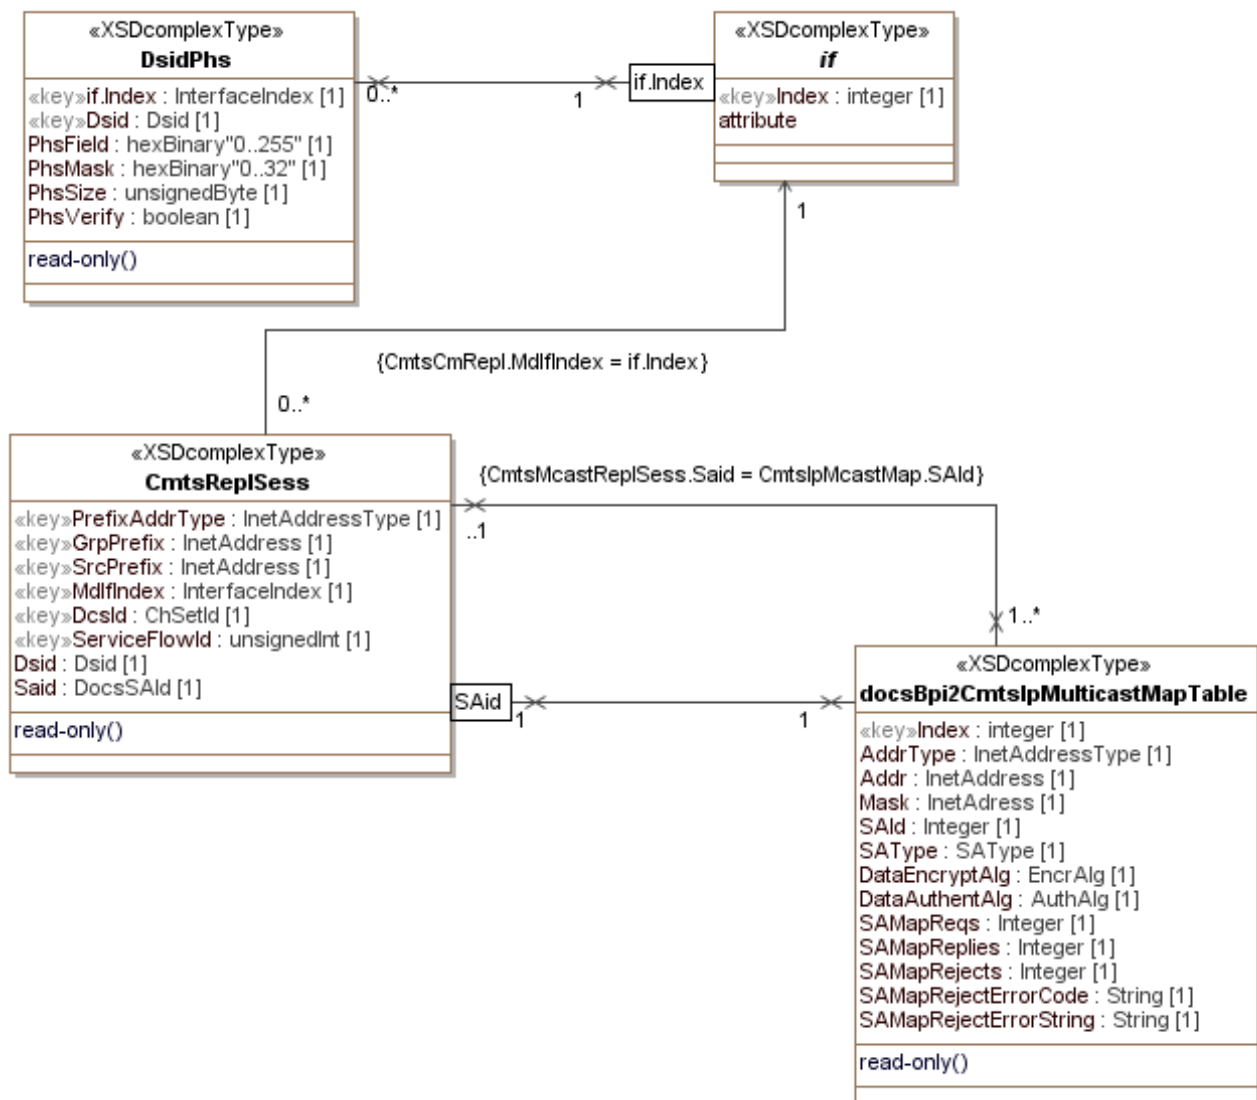 «XSDcomplexType»
DsidPhs
«key»if.Index : InterfaceIndex [1]
«key»Dsid : Dsid [1]
PhsField : hexBinary"0..255" [1]
PhsMask : hexBinary"0..32" [1]
PhsSize : unsignedByte [1]
PhsVerify : boolean [1]
read-only()
0..*
1
if.Index
«XSDcomplexType»
if
«key»Index : integer [1]
attribute
1
{CmtsCmRepl.MdIfIndex = if.Index}
0..*
«XSDcomplexType»
CmtsReplSess
«key»PrefixAddrType : InetAddressType [1]
«key»GrpPrefix : InetAddress [1]
«key»SrcPrefix : InetAddress [1]
«key»MdIfIndex : InterfaceIndex [1]
«key»DcsId : ChSetId [1]
«key»ServiceFlowId : unsignedInt [1]
Dsid : Dsid [1]
Said : DocsSAId [1]
read-only()
{CmtsMcastReplSess.Said = CmtsIpMcastMap.SAId}
..1
1..*
SAid
1
1
«XSDcomplexType»
docsBpi2CmtsIpMulticastMapTable
«key»Index : integer [1]
AddrType : InetAddressType [1]
Addr : InetAddress [1]
Mask : InetAdress [1]
SAId : Integer [1]
SAType : SAType [1]
DataEncryptAlg : EncrAlg [1]
DataAuthentAlg : AuthAlg [1]
SAMapReqs : Integer [1]
SAMapReplies : Integer [1]
SAMapRejects : Integer [1]
SAMapRejectErrorCode : String [1]
SAMapRejectErrorString : String [1]
read-only()